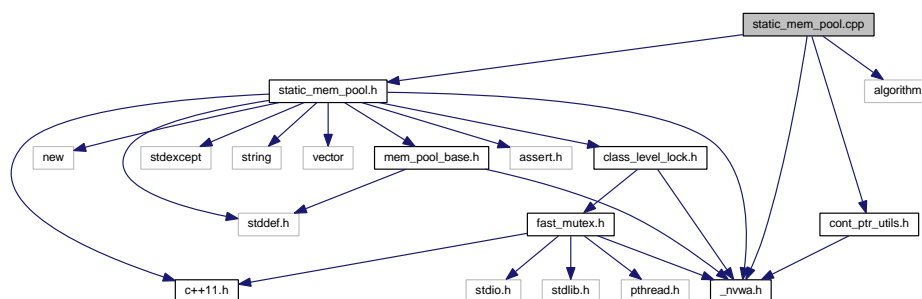 static_mem_pool.cpp
static_mem_pool.h
algorithm
new
stdexcept
string
vector
mem_pool_base.h
assert.h
class_level_lock.h
stddef.h
fast_mutex.h
cont_ptr_utils.h
c++11.h
stdio.h
stdlib.h
pthread.h
_nvwa.h